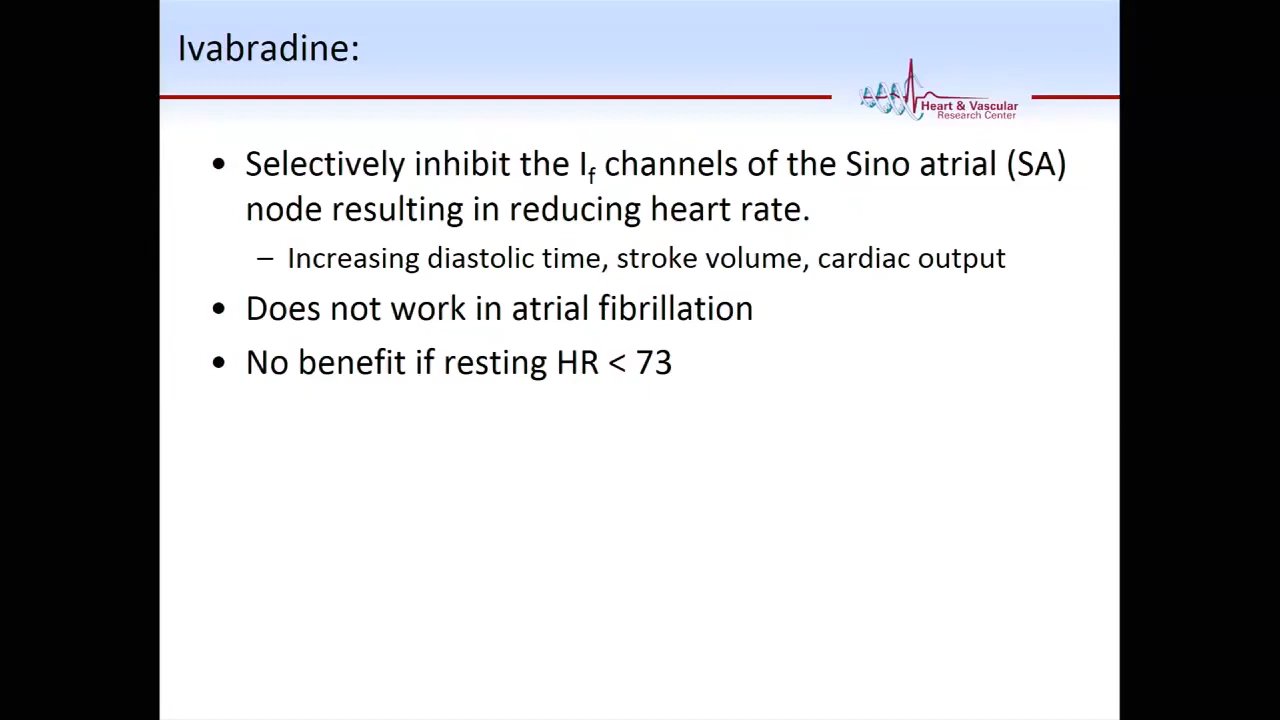 Ivabradine:
Heart & Vascular
Research Center
• Selectively inhibit the If channels of the Sino atrial (SA)
node resulting in reducing heart rate.
– Increasing diastolic time, stroke volume, cardiac output
• Does not work in atrial fibrillation
• No benefit if resting HR < 73